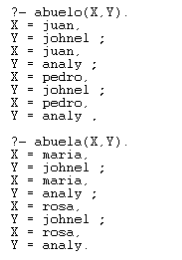 ?- abuelo(X,Y).
X = juan,
Y = johnel ;
X = juan,
Y = analy ;
X = pedro,
Y = johnel ;
X = pedro,
Y = analy .

?- abuela(X,Y).
X = maria,
Y = johnel ;
X = maria,
Y = analy ;
X = rosa,
Y = johnel ;
X = rosa,
Y = analy.